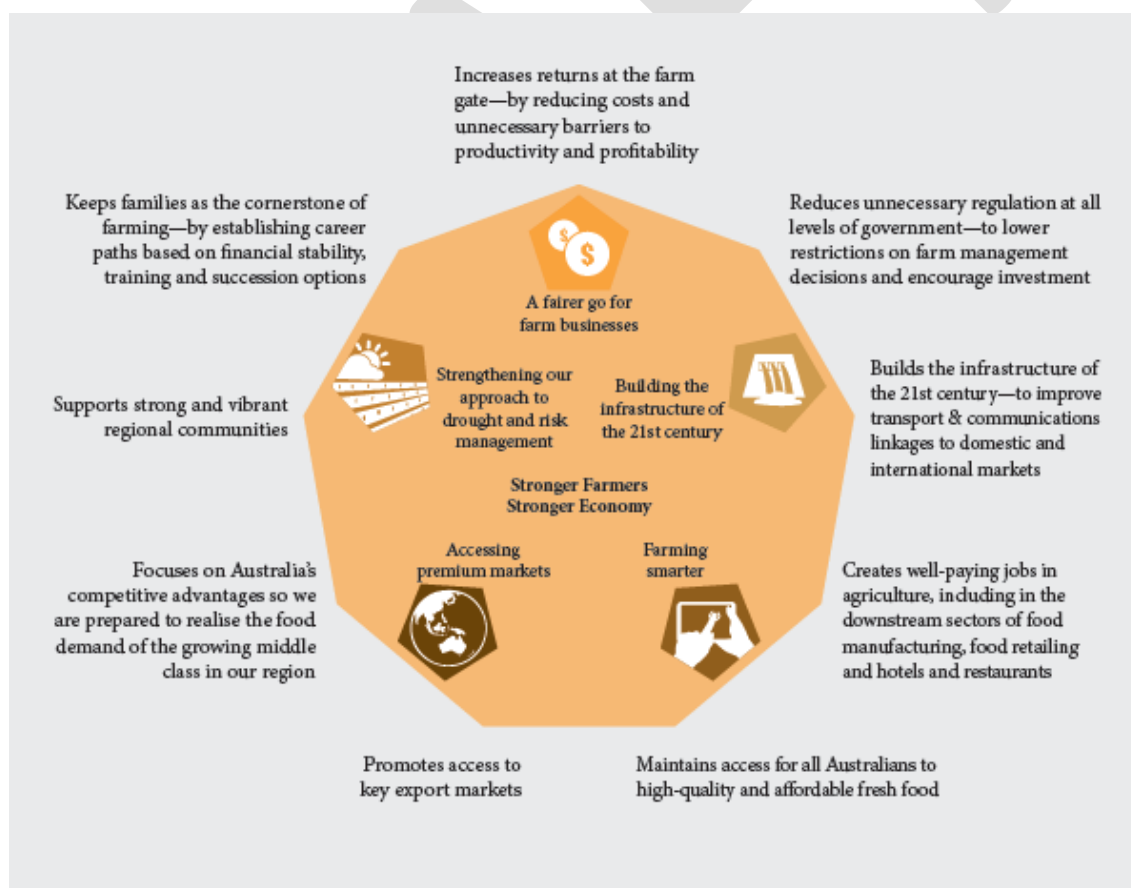 Increases returns at the farm
gate—by reducing costs and
unnecessary barriers to
productivity and profitability
Keeps families as the cornerstone of
farming—by establishing career
paths based on financial stability,
training and succession options
Reduces unnecessary regulation at all
levels of government—to lower
restrictions on farm management
decisions and encourage investment
$
$
A fairer go for
farm businesses
Supports strong and vibrant
regional communities
Strengthening our
approach to
drought and risk
management
Building the
infrastructure of
the 21st century
Builds the infrastructure of
the 21st century—to improve
transport & communications
linkages to domestic and
international markets
Stronger Farmers
Stronger Economy
Focuses on Australia's
competitive advantages so we
are prepared to realise the food
demand of the growing middle
class in our region
Accessing
premium markets
Farming
smarter
Creates well-paying jobs in
agriculture, including in the
downstream sectors of food
manufacturing, food retailing
and hotels and restaurants
Promotes access to
key export markets
Maintains access for all Australians to
high-quality and affordable fresh food